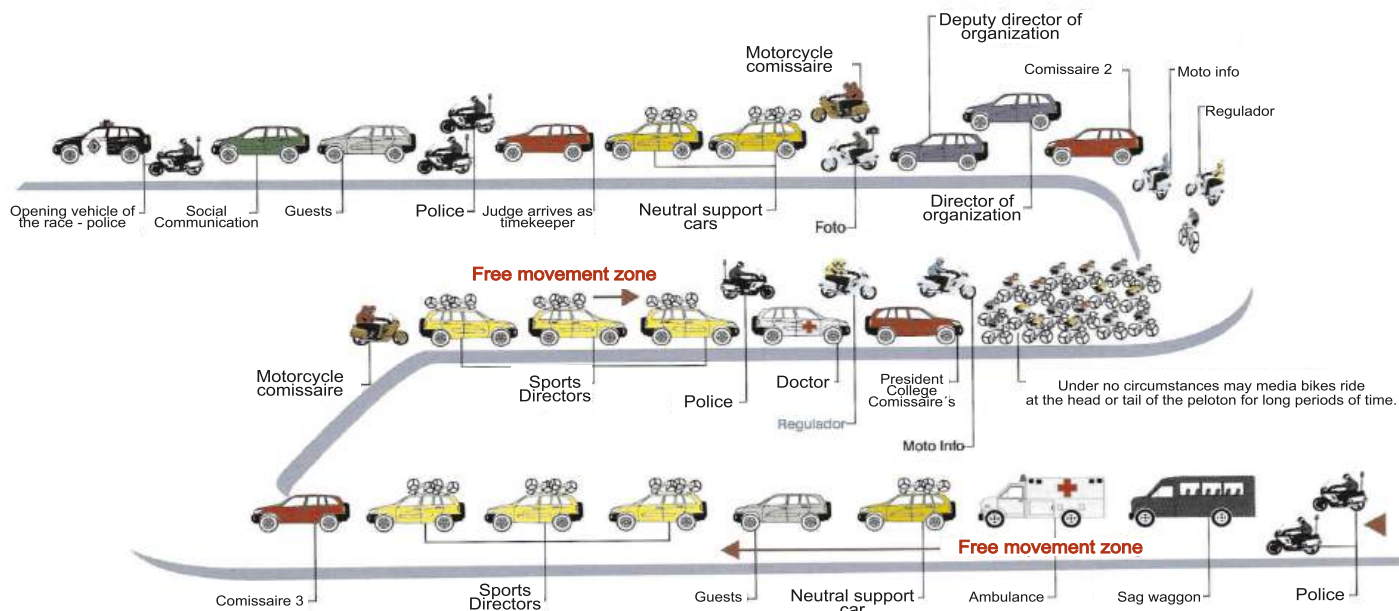 Deputy director of
organization
Motorcycle
comissaire
Comissaire 2
Moto info
Regulador
Opening vehicle of
the race - police
Social
Communication
Guests
Police
Judge arrives as
timekeeper
Neutral support
cars
Foto
Director of
organization
Free movement zone
Motorcycle
comissaire
Sports
Directors
Police
Doctor
Regulador
President
College
Comissaire´s
Moto Info
Under no circumstances may media bikes ride
at the head or tail of the peloton for long periods of time.
Free movement zone
Comissaire 3
Sports
Directors
Guests
Neutral support
car
Ambulance
Sag waggon
Police